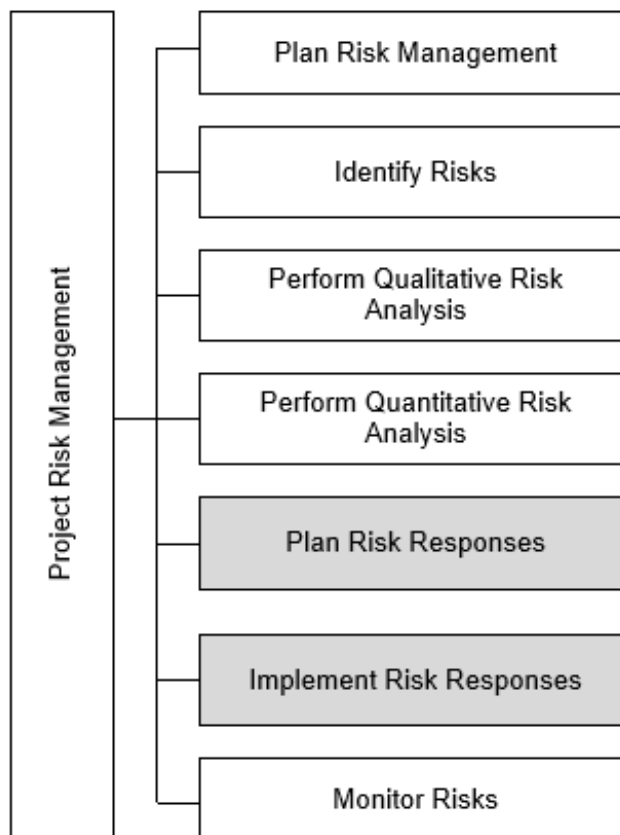 Project Risk Management
Plan Risk Management
Identify Risks
Perform Qualitative Risk
Analysis
Perform Quantitative Risk
Analysis
Plan Risk Responses
Implement Risk Responses
Monitor Risks